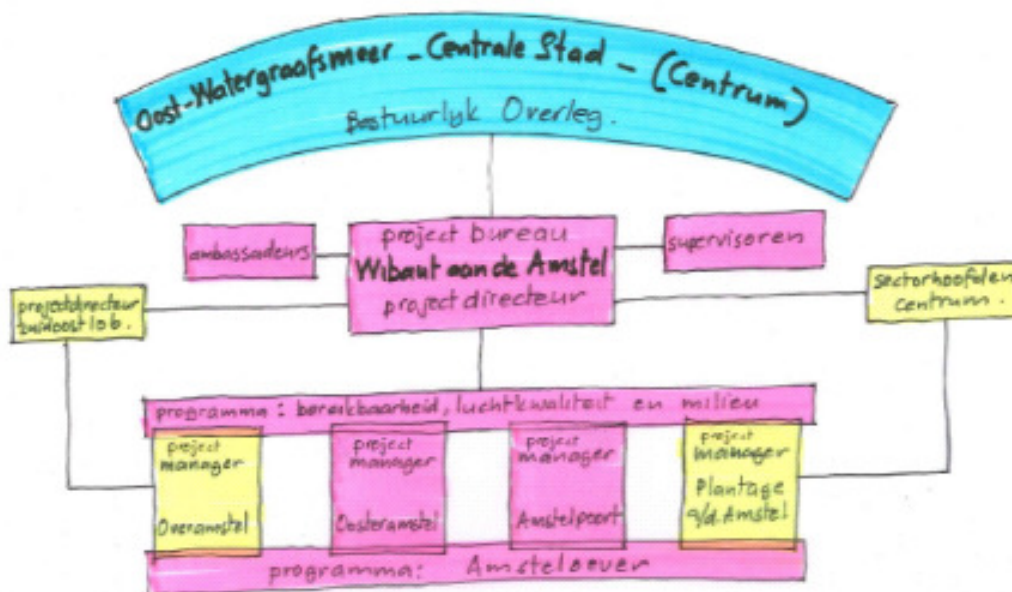 Oost-Watergraafsmeer - Centrale Stad - (Centrum)
Bestuurlijk Overleg.
ambassadeurs
project bureau
Wibaut aan de Amstel
projectdirecteur
supervisoren
projectdirecteur
zuidoostlob.
sectorhoofden
centrum.
programma: bereikbaarheid, luchtkwaliteit en milieu
project
manager
Overamstel
project
manager
Oosteramstel
project
manager
Amstelpoort
project
manager
Plantage
a/d. Amstel
programma: Amsteloever